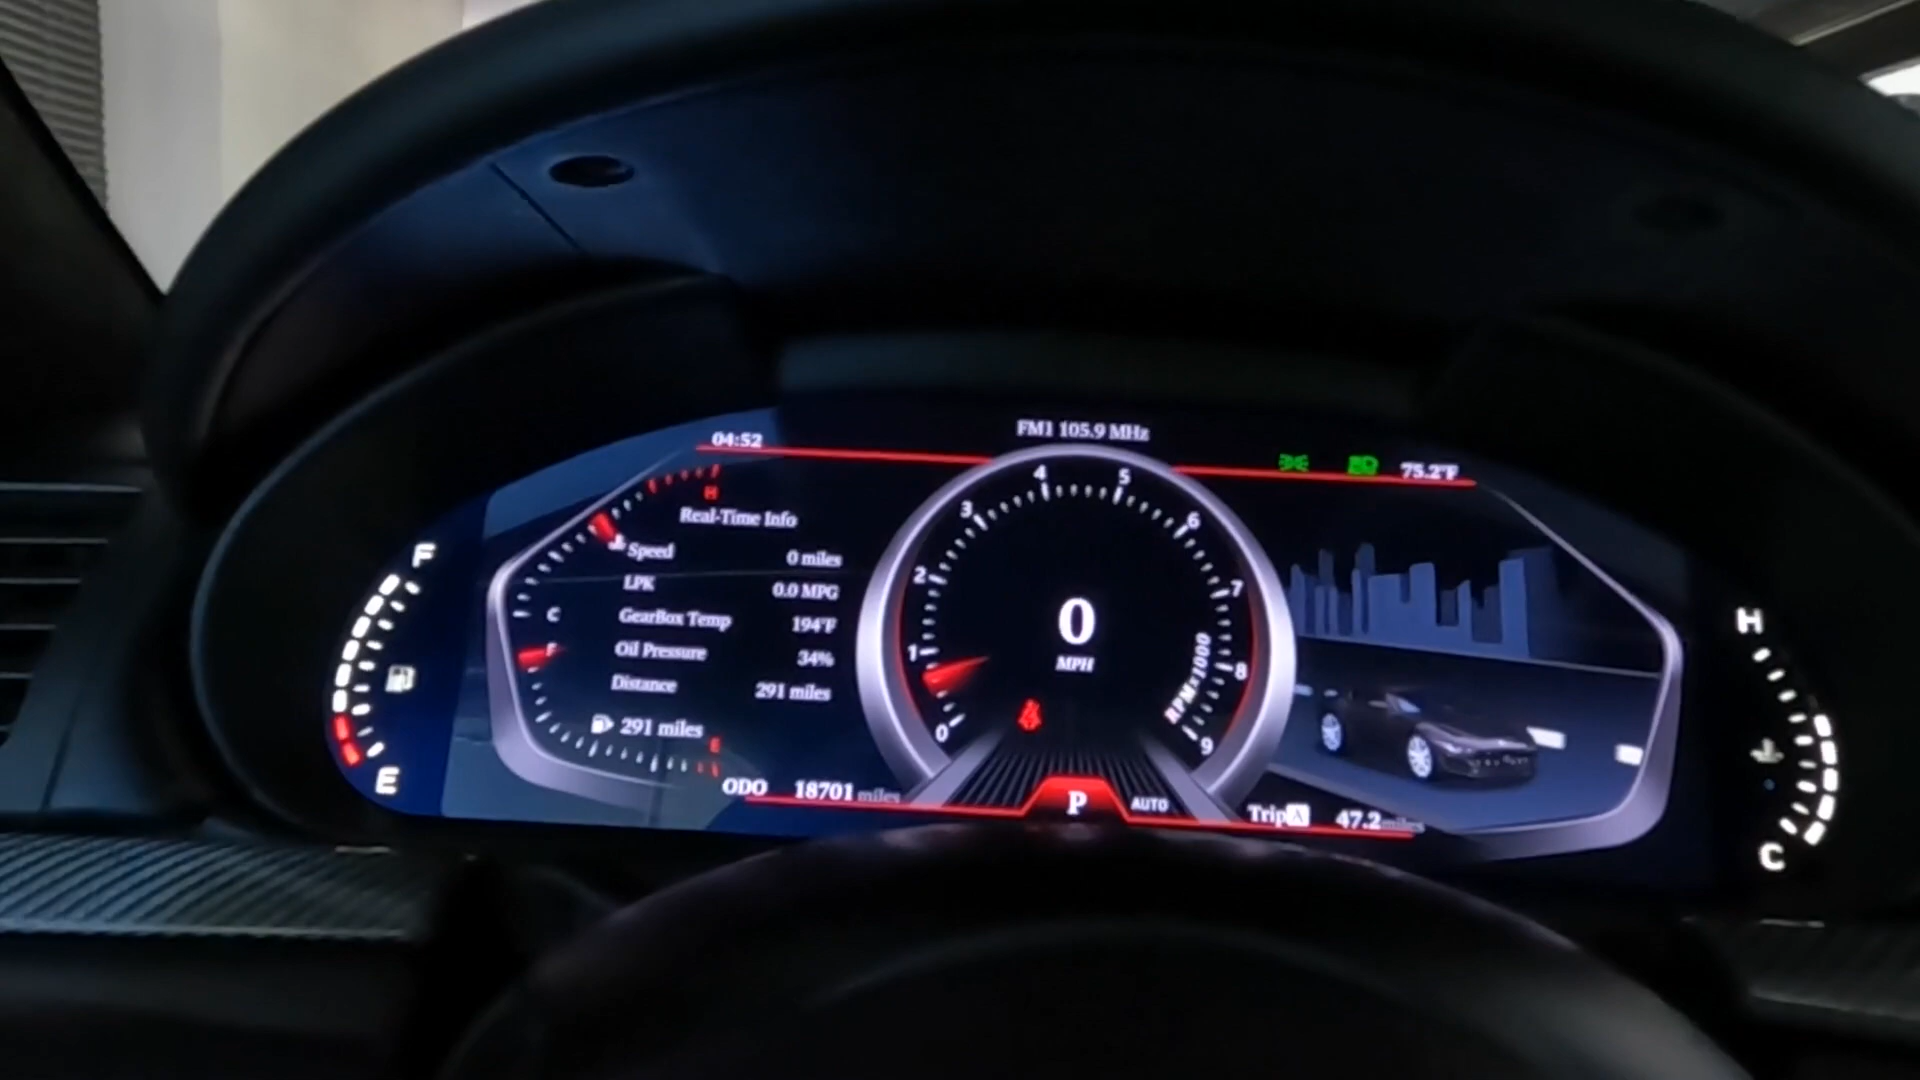 04:52
FM1 105.9 MHz
75.2°F
H
Real-Time Info
Speed 0 miles
LPK 0.0 MPG
GearBox Temp 194°F
Oil Pressure 34%
Distance 291 miles
291 miles
C
F
E
ODO 18701 miles
F
E
0
1
2
3
4
5
6
7
8
9
RPM×1000
0
MPH
P
AUTO
Trip A 47.2 miles
H
C